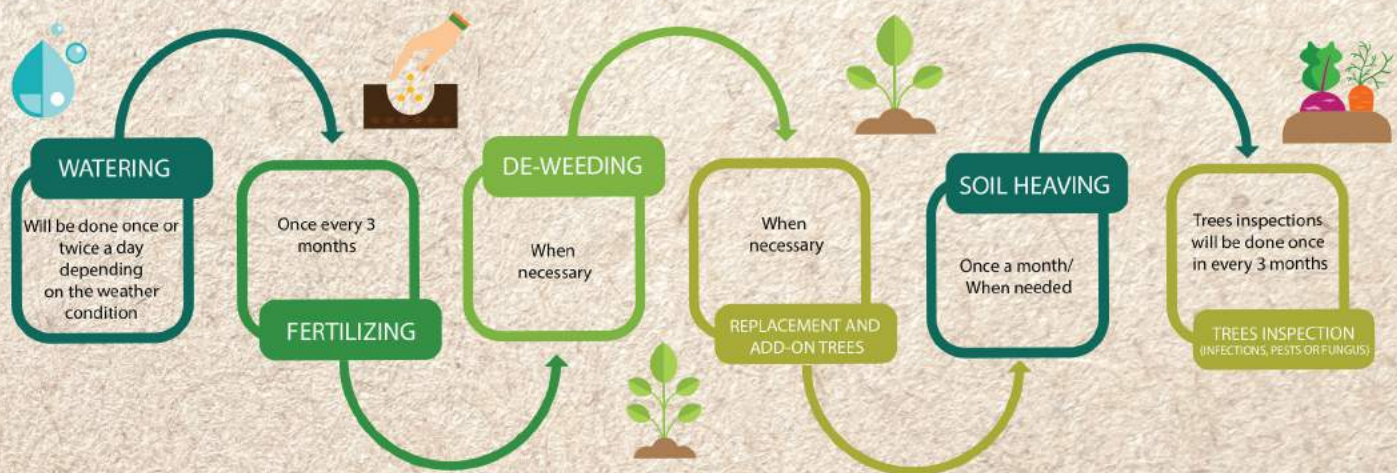 WATERING
Will be done once or
twice a day
depending
on the weather
condition
Once every 3
months
FERTILIZING
DE-WEEDING
When
necessary
When
necessary
REPLACEMENT AND
ADD-ON TREES
SOIL HEAVING
Once a month/
When needed
Trees inspections
will be done once
in every 3 months
TREES INSPECTION
(INFECTIONS, PESTS OR FUNGUS)